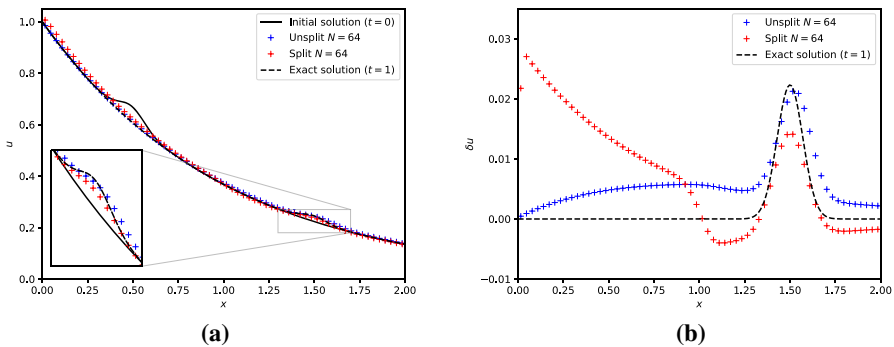 1.0
0.8
0.6
0.4
0.2
0.0
u
0.00 0.25 0.50 0.75 1.00 1.25 1.50 1.75 2.00
x
Initial solution (t = 0)
Unsplit N = 64
Split N = 64
Exact solution (t = 1)
(a)
0.03
0.02
0.01
0.00
−0.01
δu
0.00 0.25 0.50 0.75 1.00 1.25 1.50 1.75 2.00
x
Unsplit N = 64
Split N = 64
Exact solution (t = 1)
(b)